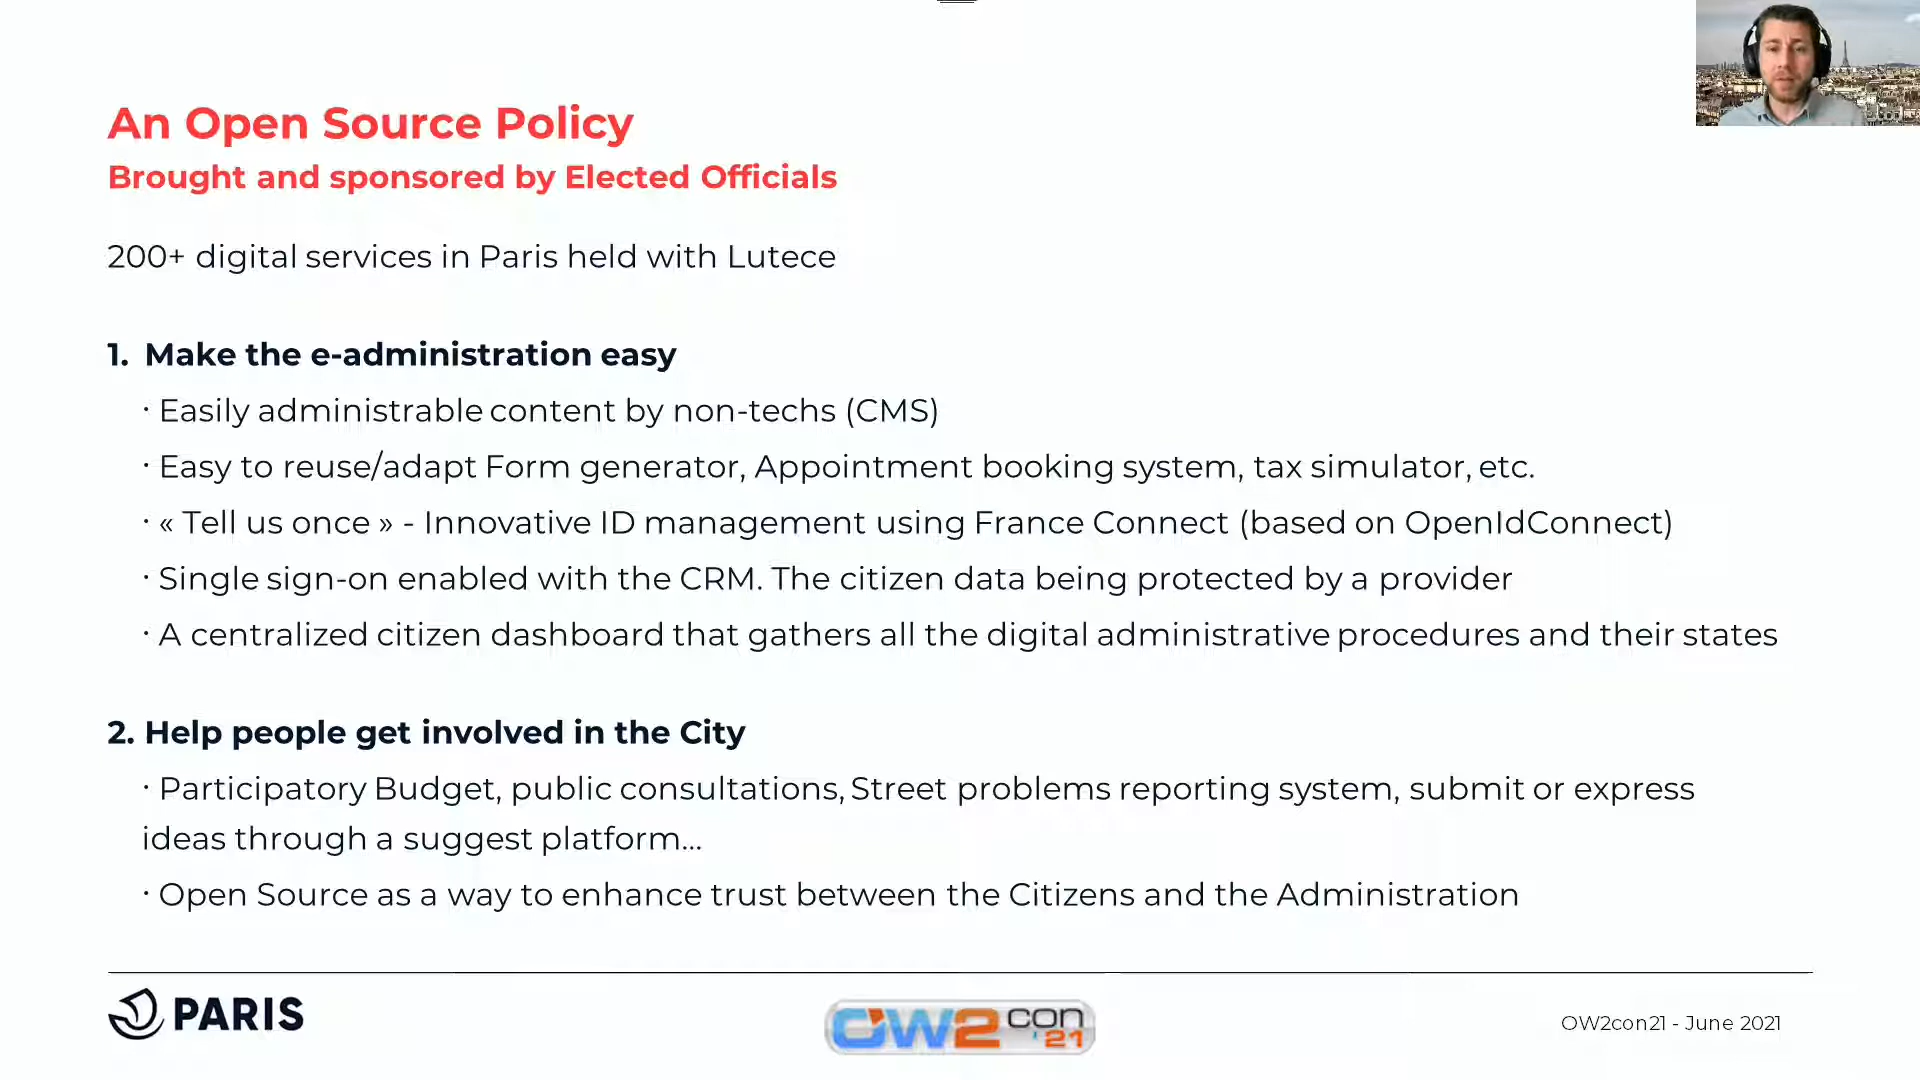 An Open Source Policy
Brought and sponsored by Elected Officials
200+ digital services in Paris held with Lutece
1. Make the e-administration easy
· Easily administrable content by non-techs (CMS)
· Easy to reuse/adapt Form generator, Appointment booking system, tax simulator, etc.
· « Tell us once » - Innovative ID management using France Connect (based on OpenIdConnect)
· Single sign-on enabled with the CRM. The citizen data being protected by a provider
· A centralized citizen dashboard that gathers all the digital administrative procedures and their states
2. Help people get involved in the City
· Participatory Budget, public consultations, Street problems reporting system, submit or express
ideas through a suggest platform...
· Open Source as a way to enhance trust between the Citizens and the Administration
PARIS
OW2 con '21
OW2con21 - June 2021